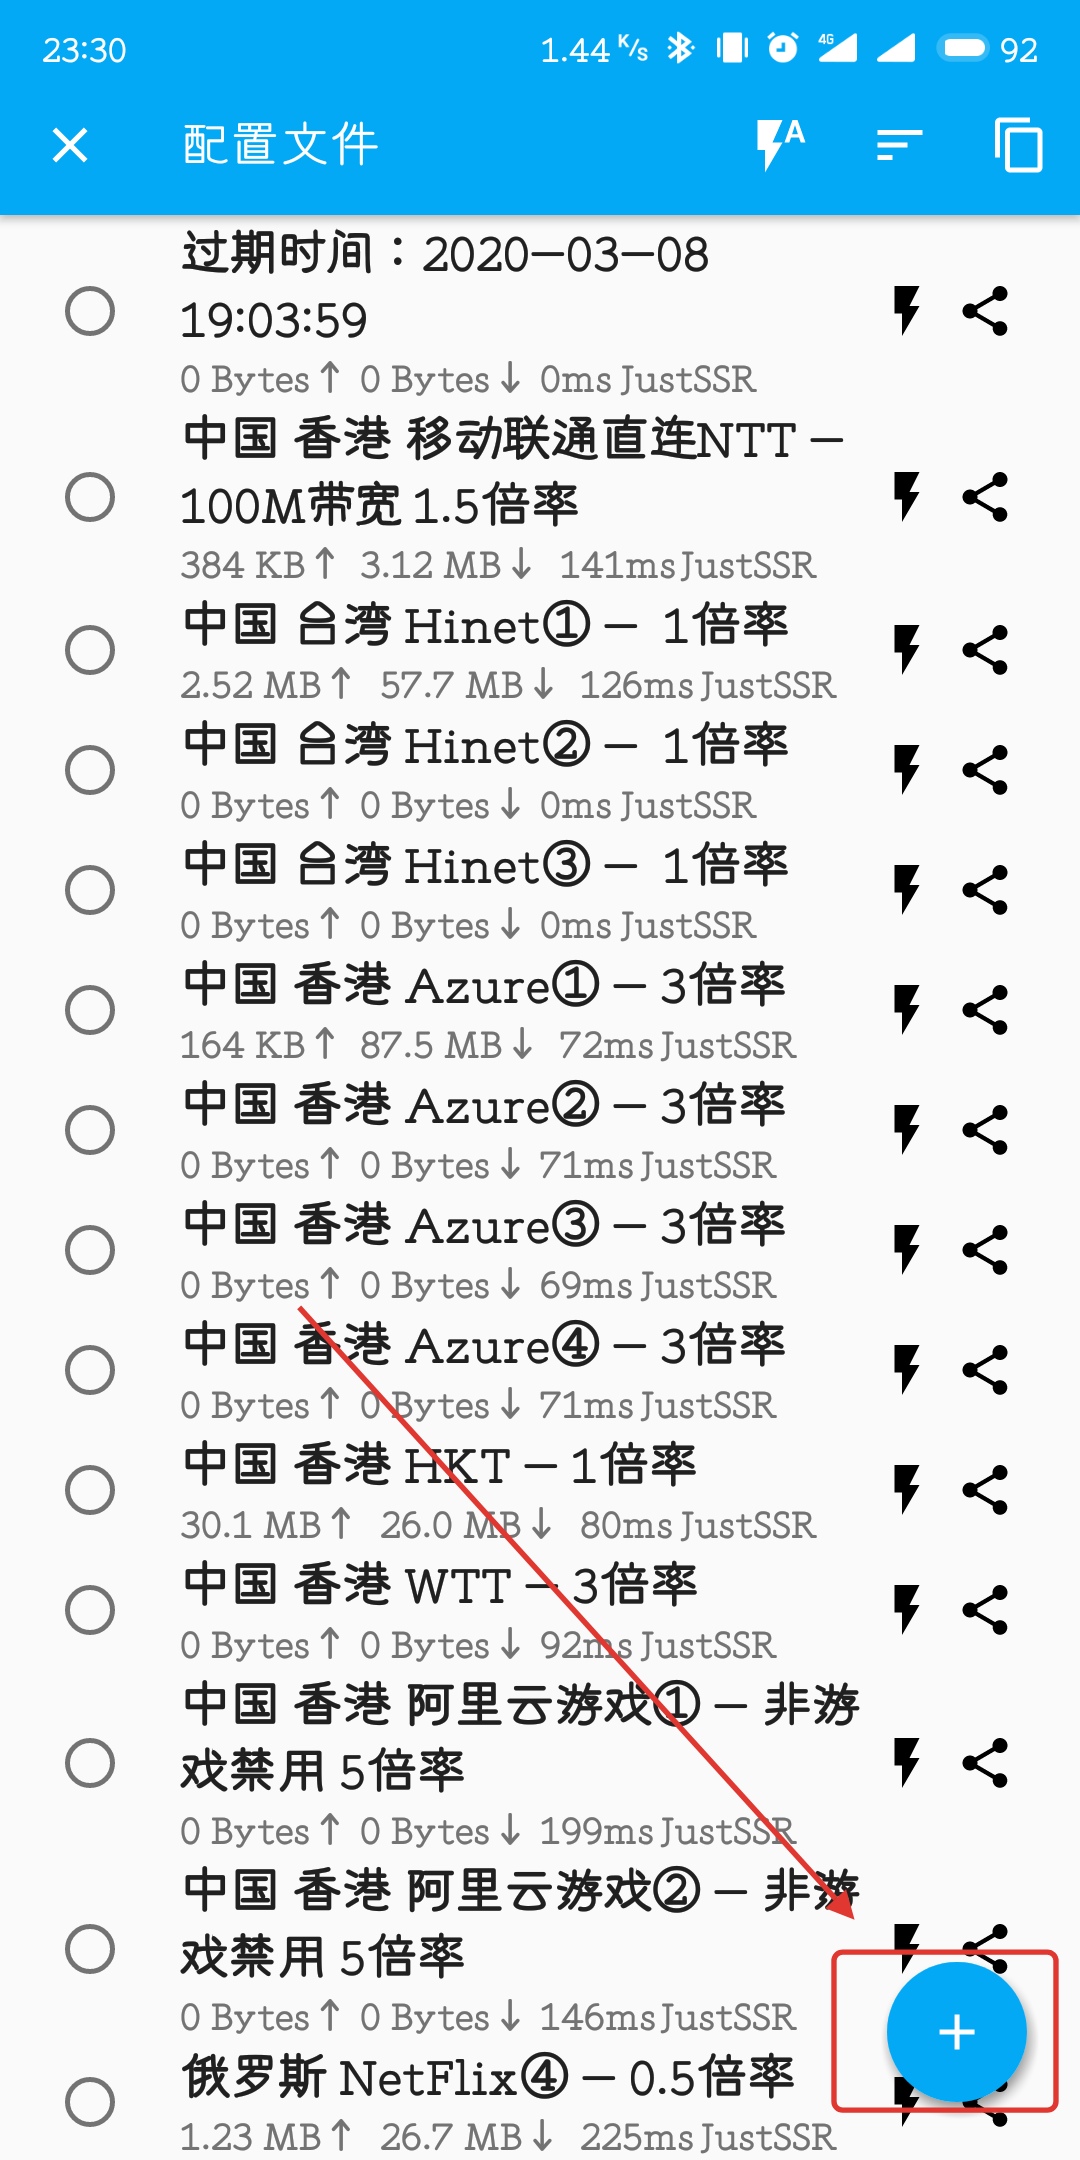 23:30
1.44 K/s 4G 92
配置文件
A
过期时间：2020-03-08
19:03:59
0 Bytes↑ 0 Bytes↓ 0ms JustSSR
中国 香港 移动联通直连NTT -
100M带宽 1.5倍率
384 KB↑ 3.12 MB↓ 141ms JustSSR
中国 台湾 Hinet① - 1倍率
2.52 MB↑ 57.7 MB↓ 126ms JustSSR
中国 台湾 Hinet② - 1倍率
0 Bytes↑ 0 Bytes↓ 0ms JustSSR
中国 台湾 Hinet③ - 1倍率
0 Bytes↑ 0 Bytes↓ 0ms JustSSR
中国 香港 Azure① - 3倍率
164 KB↑ 87.5 MB↓ 72ms JustSSR
中国 香港 Azure② - 3倍率
0 Bytes↑ 0 Bytes↓ 71ms JustSSR
中国 香港 Azure③ - 3倍率
0 Bytes↑ 0 Bytes↓ 69ms JustSSR
中国 香港 Azure④ - 3倍率
0 Bytes↑ 0 Bytes↓ 71ms JustSSR
中国 香港 HKT - 1倍率
30.1 MB↑ 26.0 MB↓ 80ms JustSSR
中国 香港 WTT - 3倍率
0 Bytes↑ 0 Bytes↓ 92ms JustSSR
中国 香港 阿里云游戏① - 非游
戏禁用 5倍率
0 Bytes↑ 0 Bytes↓ 199ms JustSSR
中国 香港 阿里云游戏② - 非游
戏禁用 5倍率
0 Bytes↑ 0 Bytes↓ 146ms JustSSR
俄罗斯 NetFlix④ - 0.5倍率
1.23 MB↑ 26.7 MB↓ 225ms JustSSR